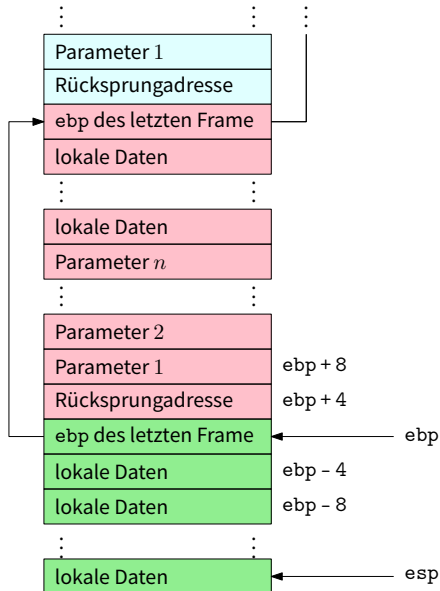 Parameter 1
Rücksprungadresse
ebp des letzten Frame
lokale Daten
lokale Daten
Parameter n
Parameter 2
Parameter 1 ebp + 8
Rücksprungadresse ebp + 4
ebp des letzten Frame ebp
lokale Daten ebp - 4
lokale Daten ebp - 8
lokale Daten esp